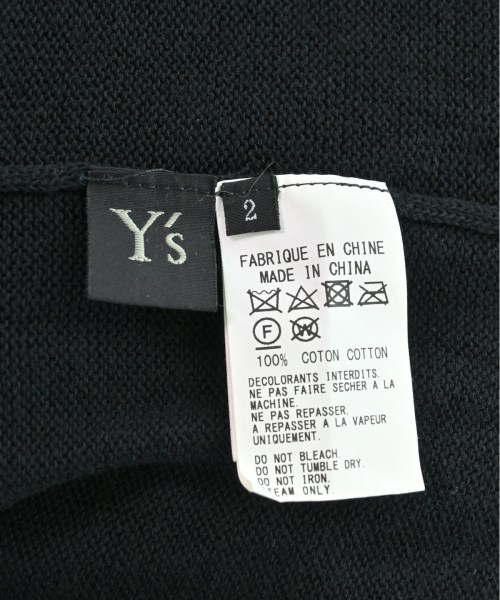 Y's
2
FABRIQUE EN CHINE
MADE IN CHINA
F
W
100% COTON COTTON
DECOLORANTS INTERDITS.
NE PAS FAIRE SECHER A LA
MACHINE.
NE PAS REPASSER.
A REPASSER A LA VAPEUR
UNIQUEMENT.
DO NOT BLEACH.
DO NOT TUMBLE DRY.
DO NOT IRON.
TEAM ONLY.